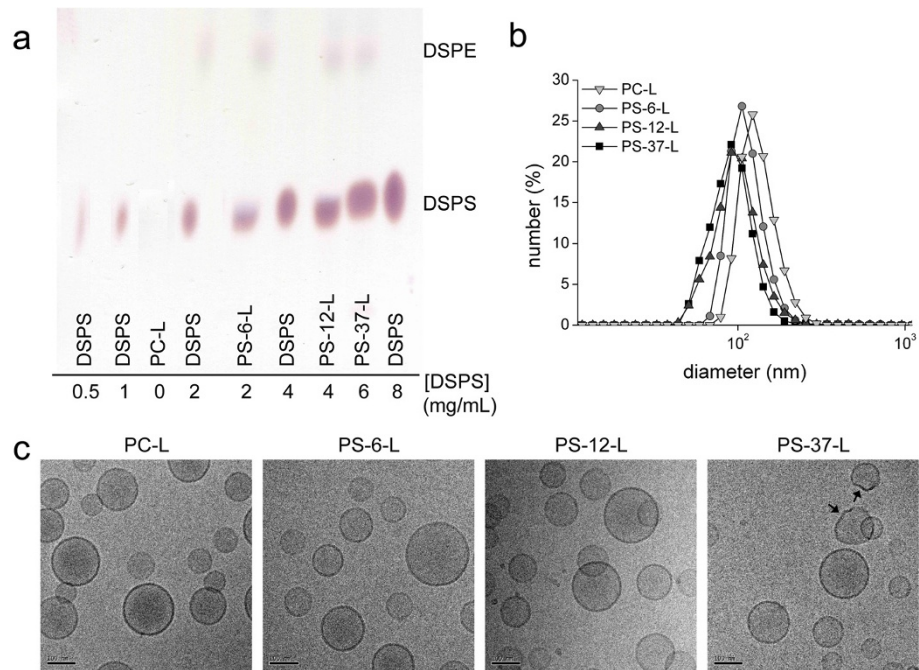 a
DSPE
DSPS
DSPS
DSPS
PC-L
DSPS
PS-6-L
DSPS
PS-12-L
PS-37-L
DSPS
0.5 1 0 2 2 4 4 6 8
[DSPS]
(mg/mL)
b
PC-L
PS-6-L
PS-12-L
PS-37-L
30
25
20
15
10
5
0
number (%)
10² 10³
diameter (nm)
c
PC-L PS-6-L PS-12-L PS-37-L
100 nm